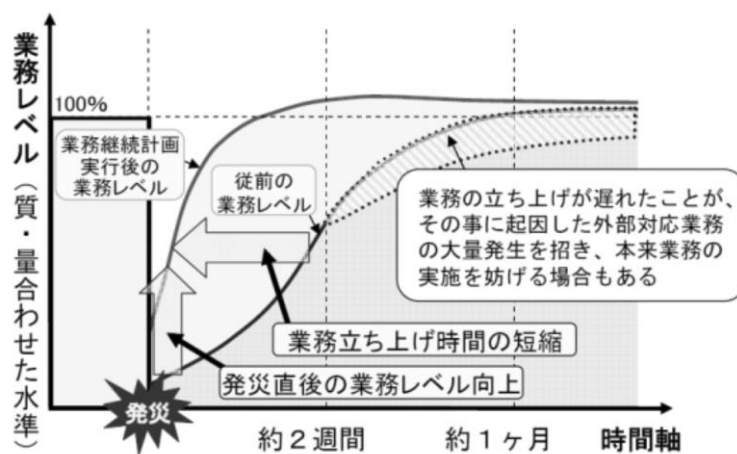 業務レベル（質・量合わせた水準）
100%
業務継続計画
実行後の
業務レベル
従前の
業務レベル
業務の立ち上げが遅れたことが、
その事に起因した外部対応業務
の大量発生を招き、本来業務の
実施を妨げる場合もある
業務立ち上げ時間の短縮
発災直後の業務レベル向上
発災
約２週間
約１ヶ月
時間軸